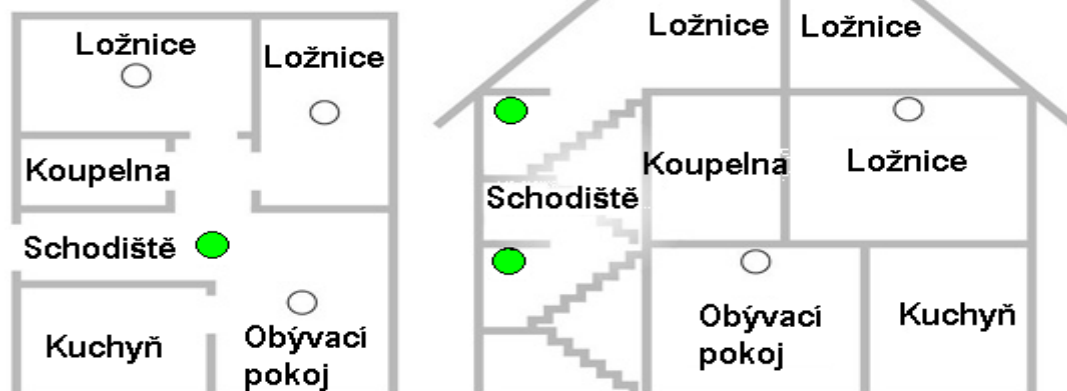 Ložnice
Ložnice
Koupelna
Schodiště
Kuchyň
Obývací
pokoj
Ložnice
Ložnice
Koupelna
Ložnice
Schodiště
Obývací
pokoj
Kuchyň